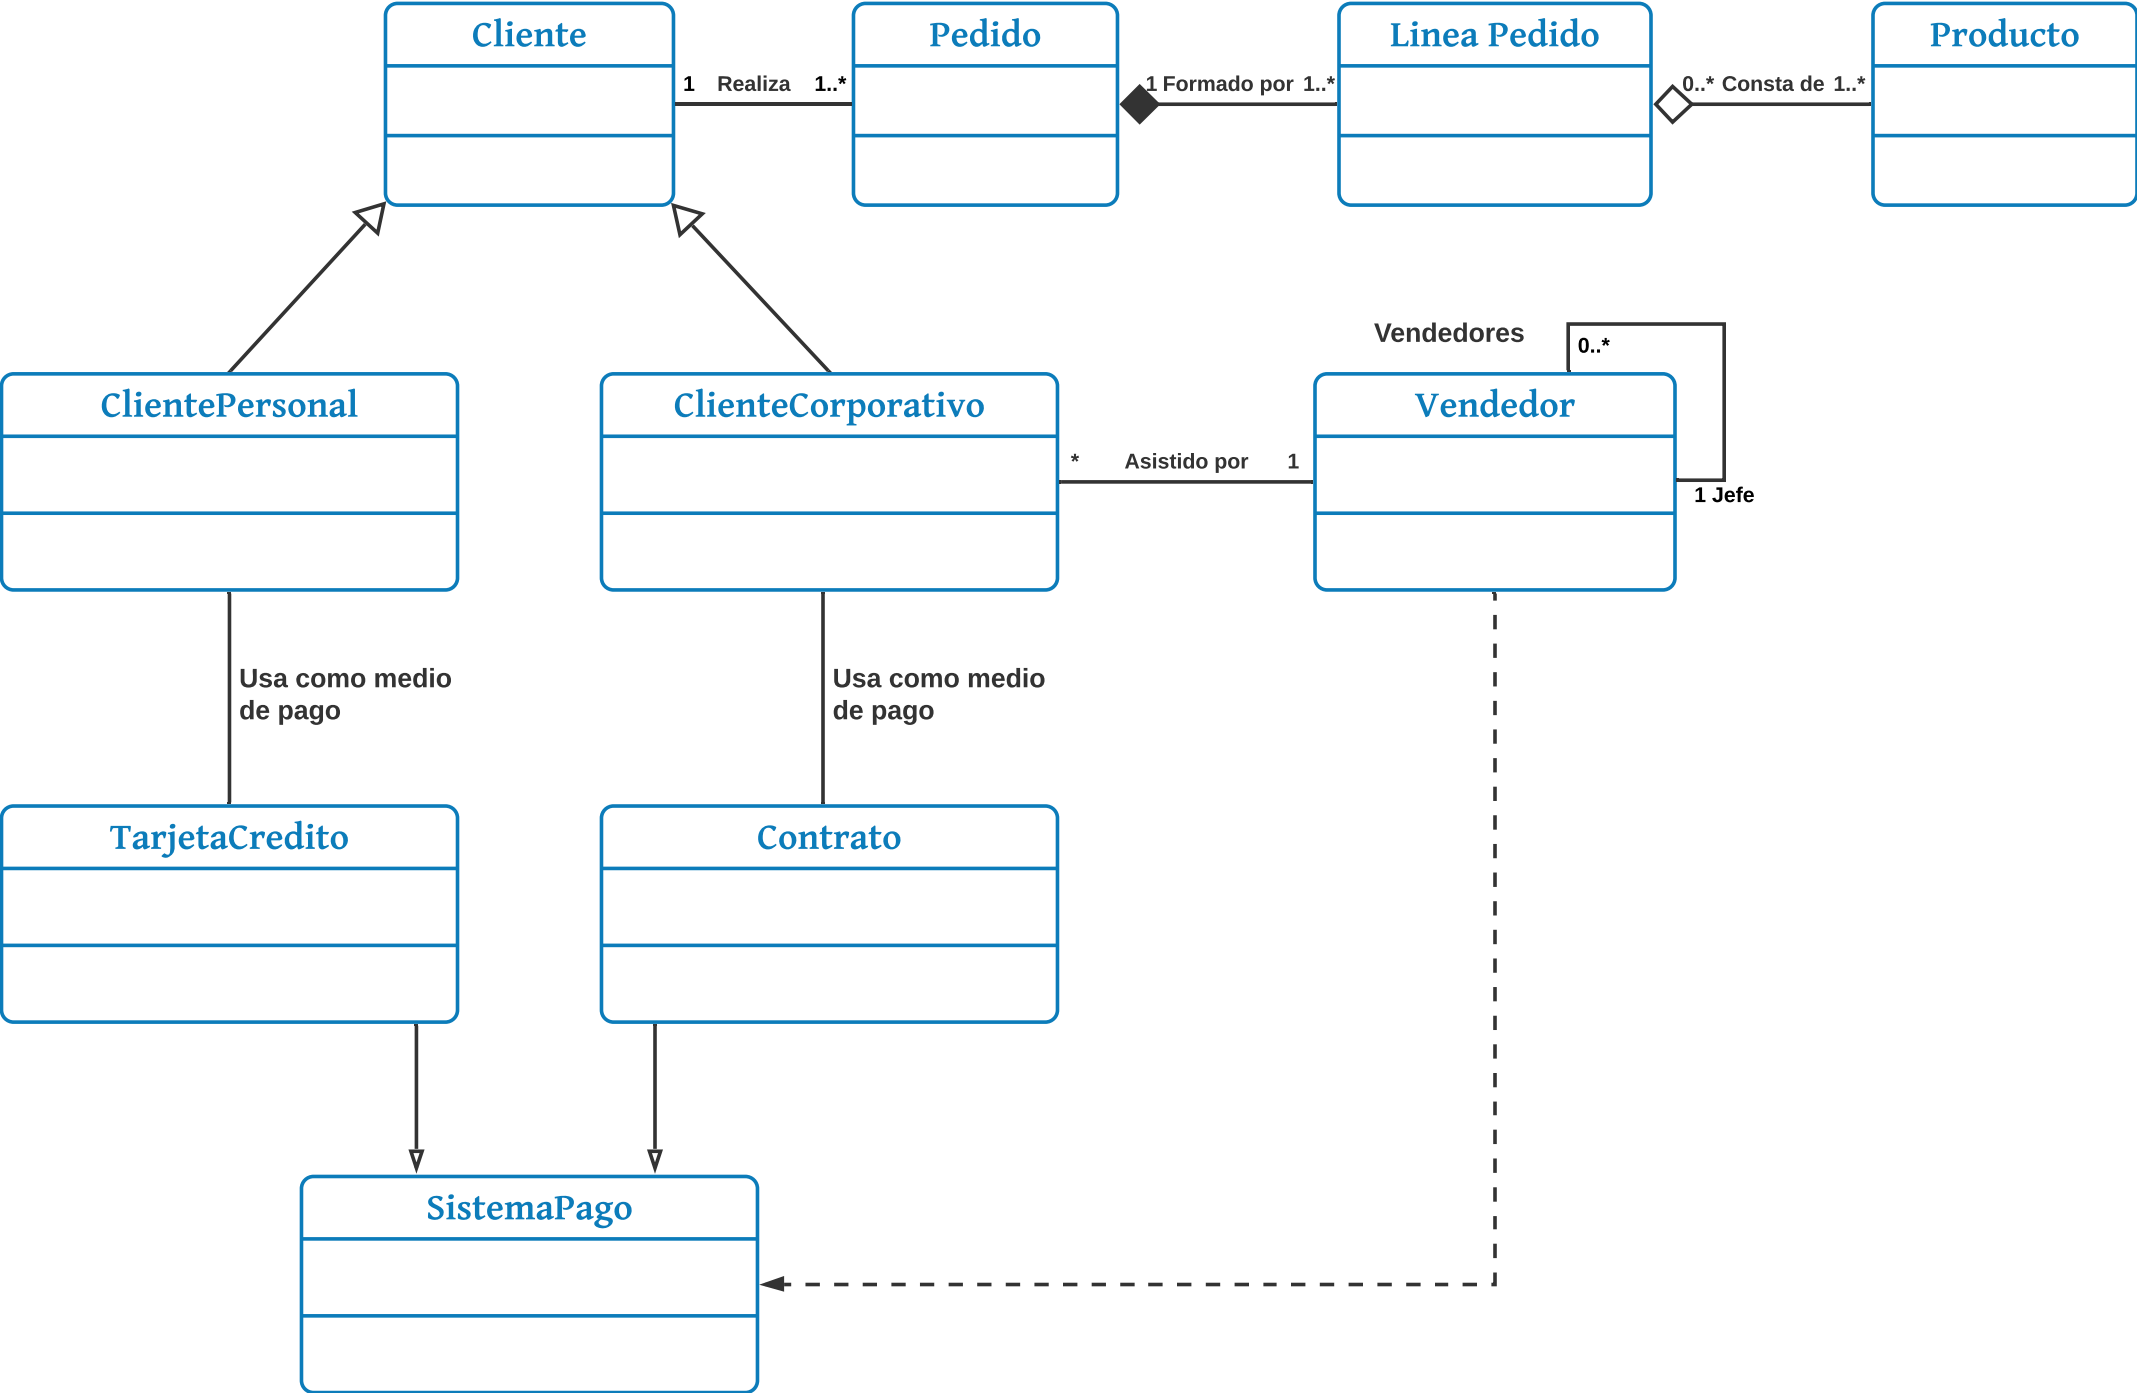 Cliente
Pedido
Linea Pedido
Producto
1 Realiza 1..*
1 Formado por 1..*
0..* Consta de 1..*
Vendedores
0..*
ClientePersonal
ClienteCorporativo
Vendedor
* Asistido por 1
1 Jefe
Usa como medio
de pago
Usa como medio
de pago
TarjetaCredito
Contrato
SistemaPago